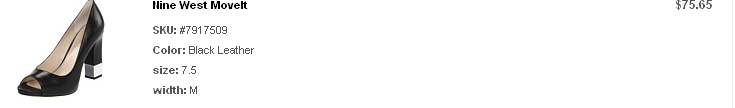 Nine West MoveIt $75.65
SKU: #7917509
Color: Black Leather
size: 7.5
width: M